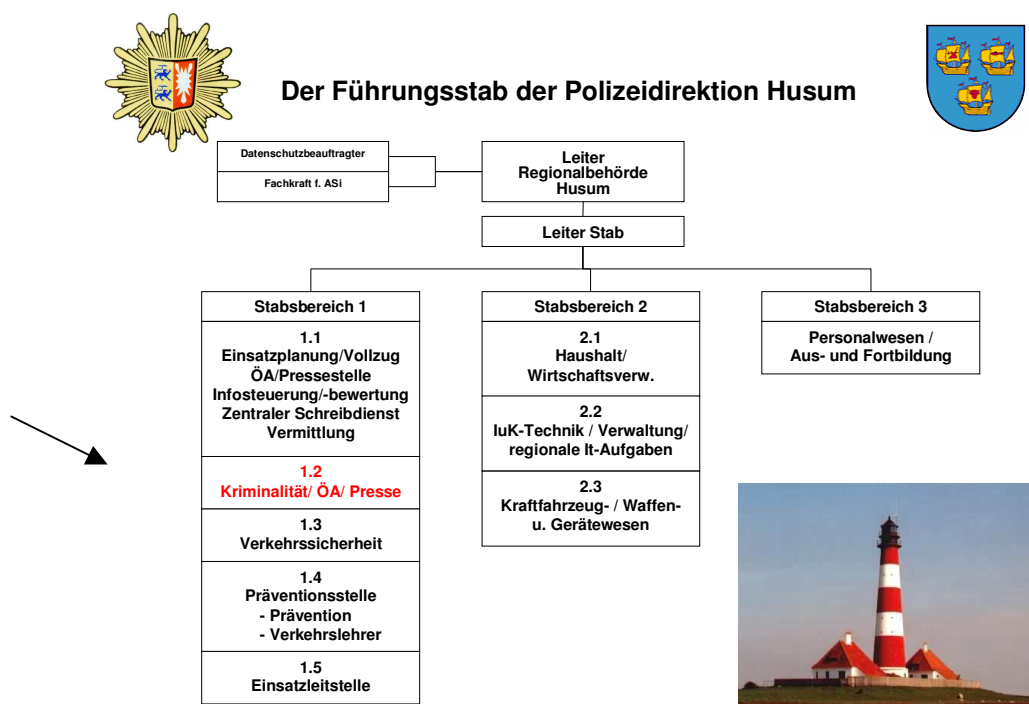 Der Führungsstab der Polizeidirektion Husum
Datenschutzbeauftragter
Fachkraft f. ASi
Leiter
Regionalbehörde
Husum
Leiter Stab
Stabsbereich 1
1.1
Einsatzplanung/Vollzug
ÖA/Pressestelle
Infosteuerung/-bewertung
Zentraler Schreibdienst
Vermittlung
1.2
Kriminalität/ ÖA/ Presse
1.3
Verkehrssicherheit
1.4
Präventionsstelle
- Prävention
- Verkehrslehrer
1.5
Einsatzleitstelle
Stabsbereich 2
2.1
Haushalt/
Wirtschaftsverw.
2.2
IuK-Technik / Verwaltung/
regionale It-Aufgaben
2.3
Kraftfahrzeug- / Waffen-
u. Gerätewesen
Stabsbereich 3
Personalwesen /
Aus- und Fortbildung